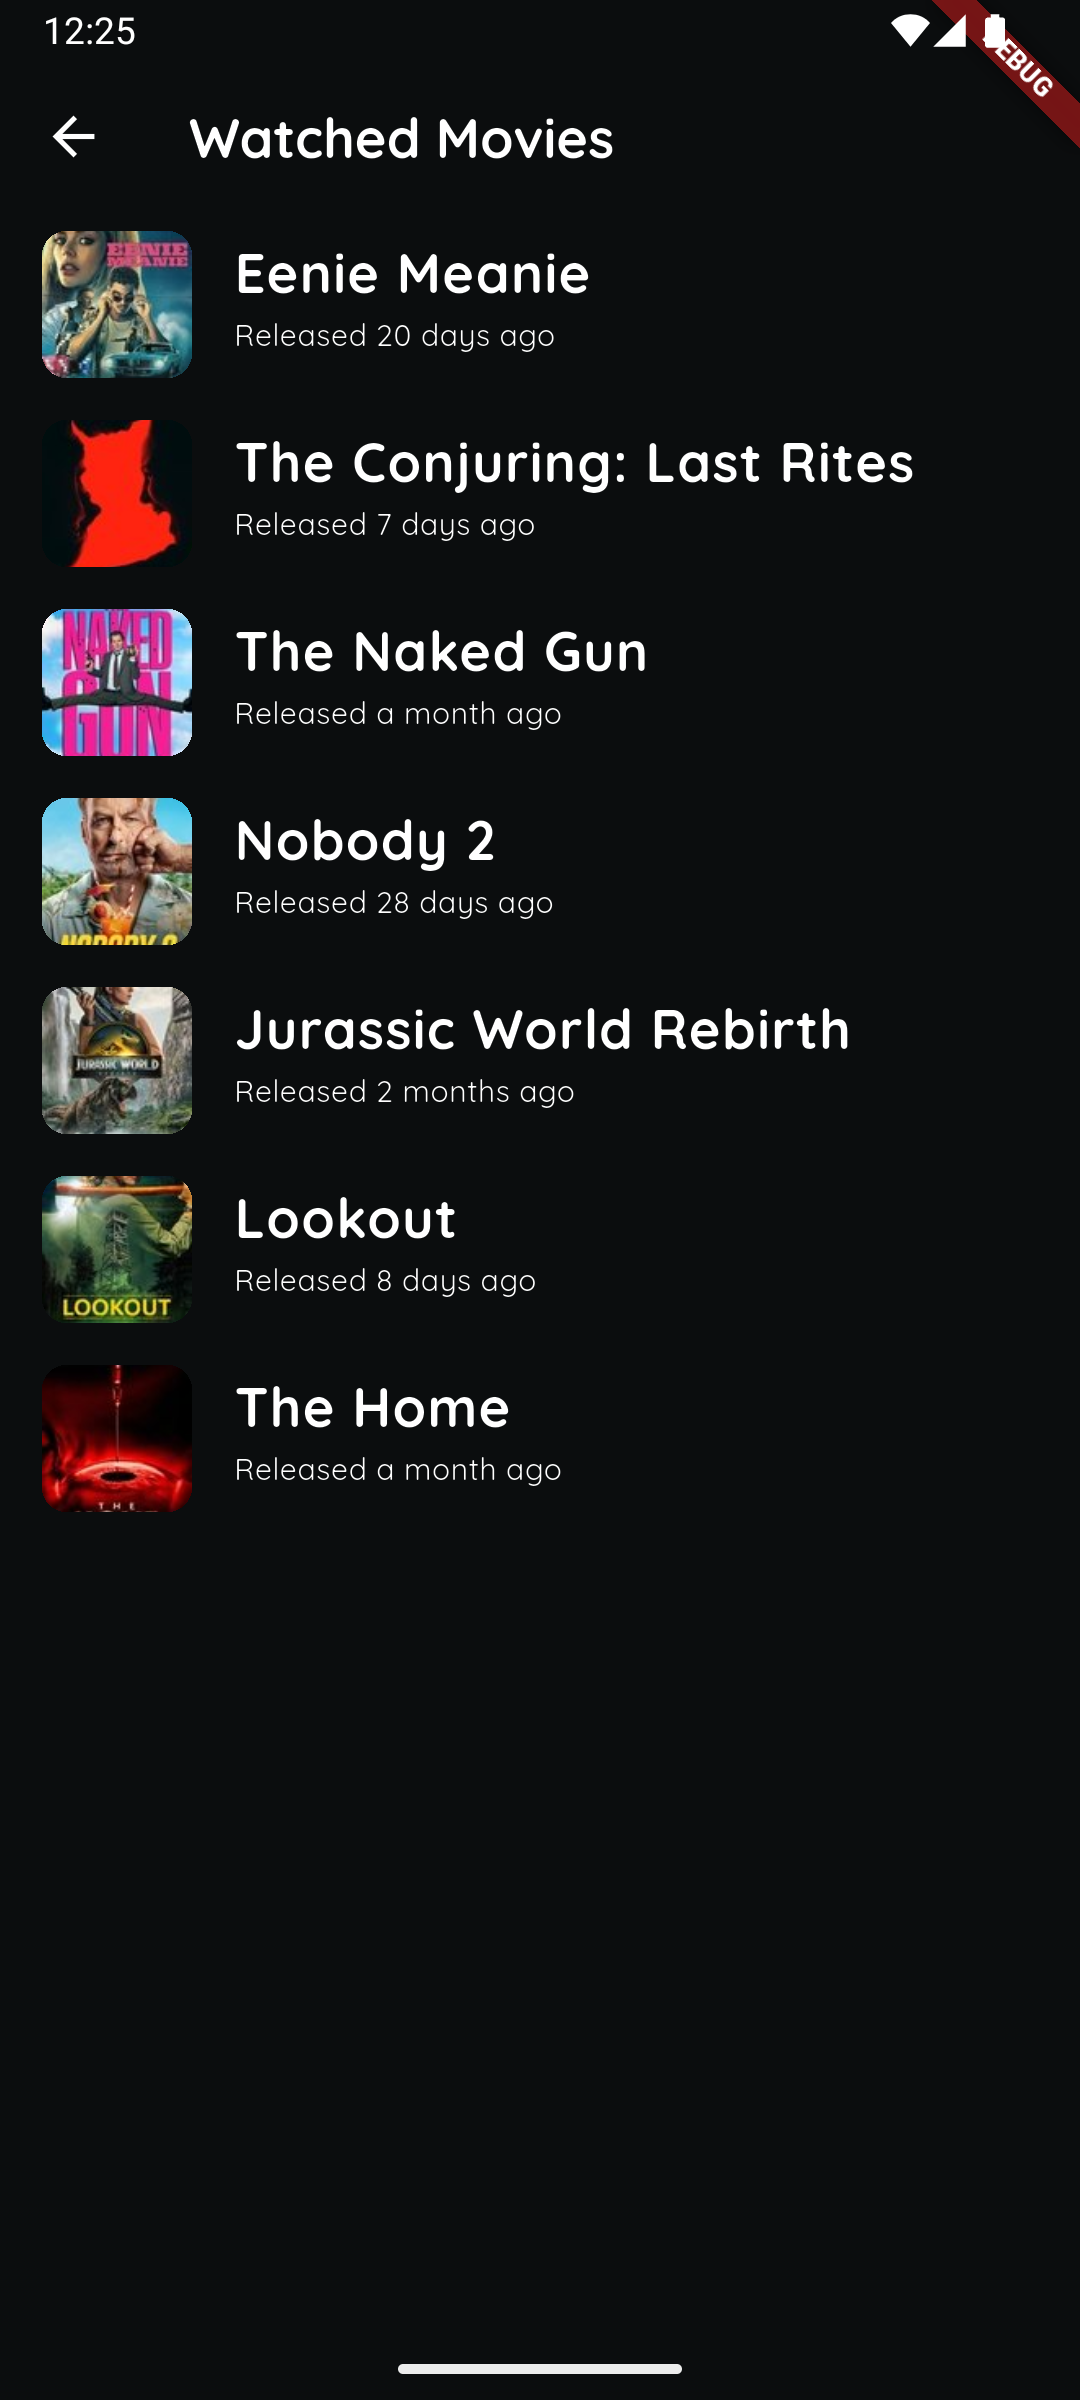 12:25
EBUG
Watched Movies
EENIE
MEANIE
Eenie Meanie
Released 20 days ago
The Conjuring: Last Rites
Released 7 days ago
NAKED
GUN
The Naked Gun
Released a month ago
NOBODY 2
Nobody 2
Released 28 days ago
JURASSIC WORLD
Jurassic World Rebirth
Released 2 months ago
LOOKOUT
Lookout
Released 8 days ago
THE
The Home
Released a month ago